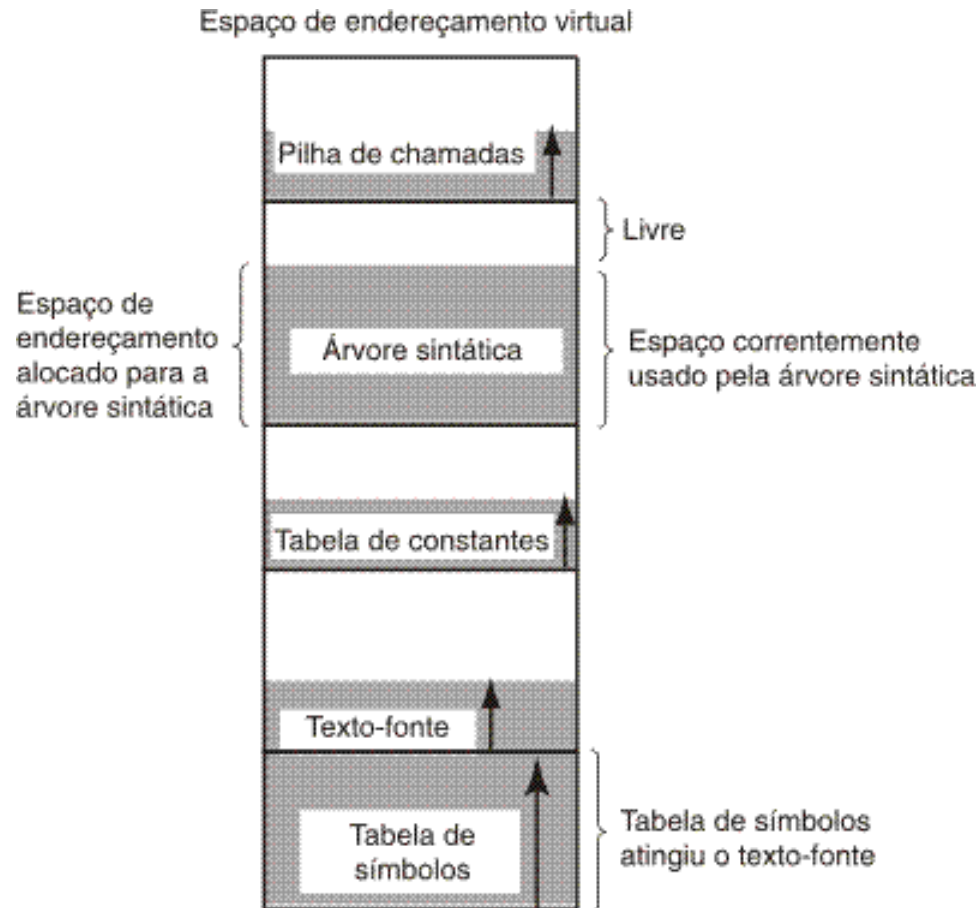 Espaço de endereçamento virtual
Pilha de chamadas
Livre
Espaço de
endereçamento
alocado para a
árvore sintática
Árvore sintática
Espaço correntemente
usado pela árvore sintática
Tabela de constantes
Texto-fonte
Tabela de
símbolos
Tabela de símbolos
atingiu o texto-fonte